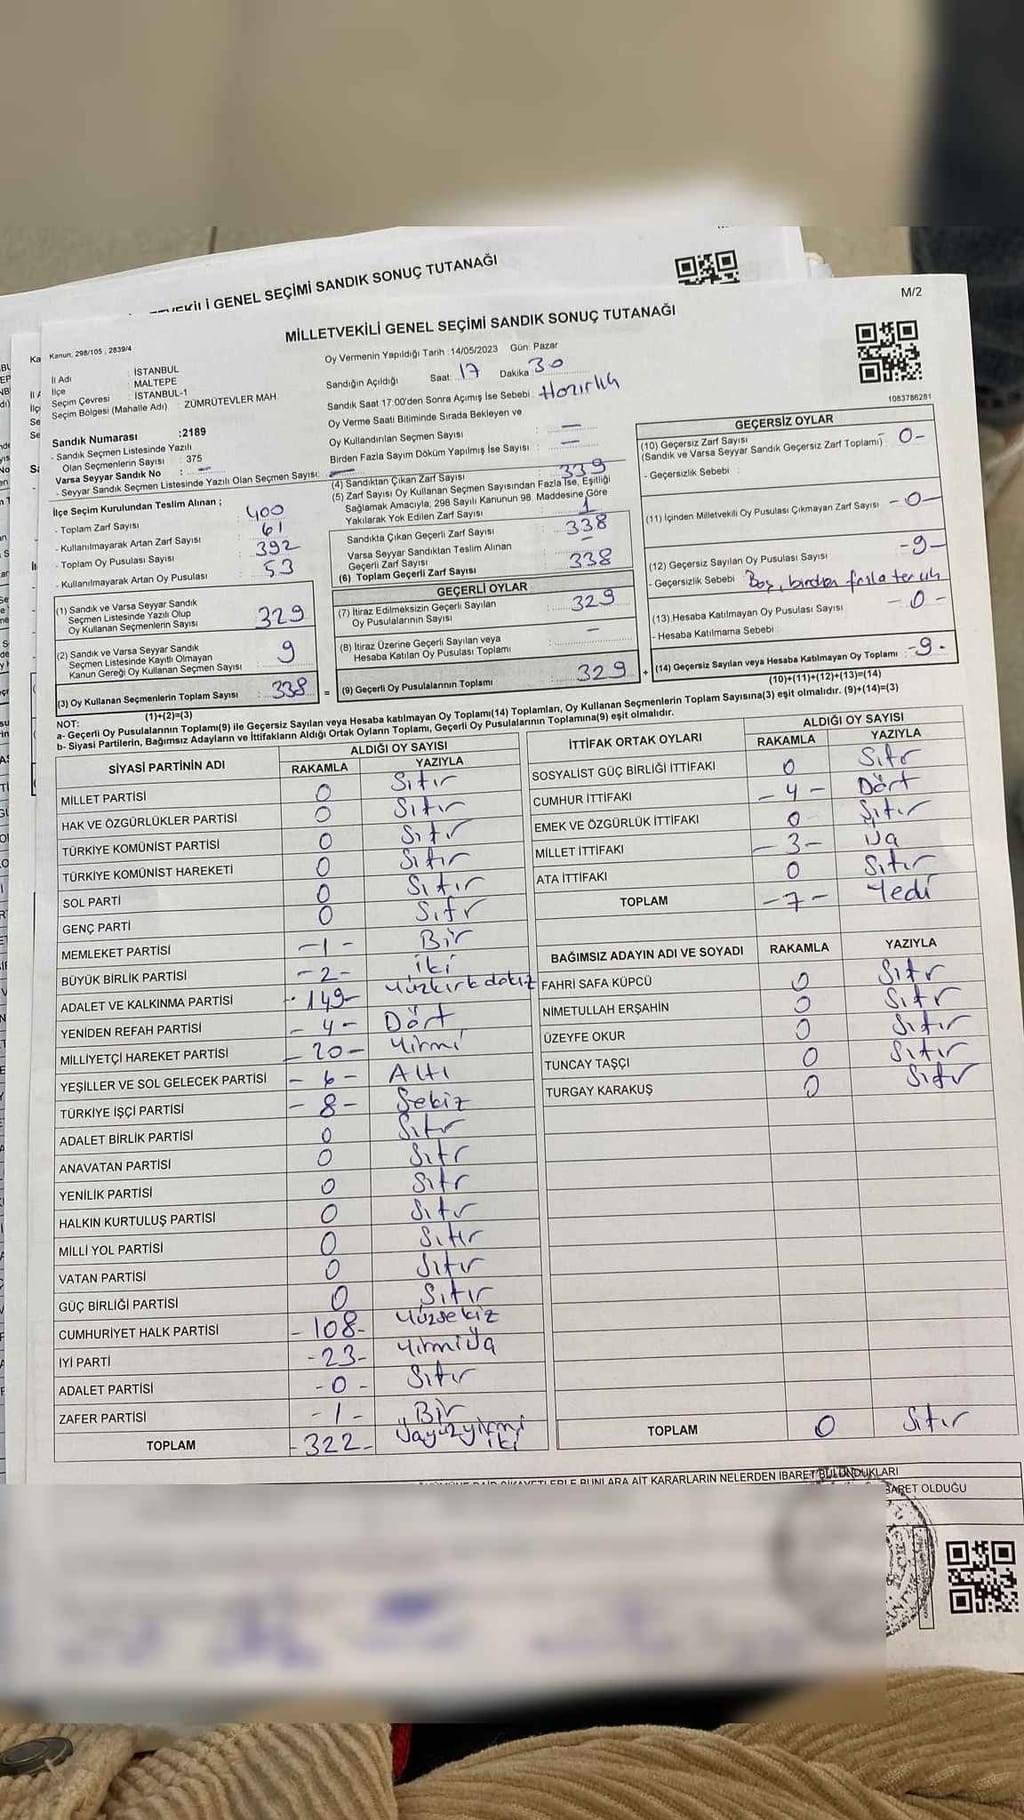 MİLLETVEKİLİ GENEL SEÇİMİ SANDIK SONUÇ TUTANAĞI
M/2
MİLLETVEKİLİ GENEL SEÇİMİ SANDIK SONUÇ TUTANAĞI
Kanun, 298/105 , 2839/4
İl Adı : İSTANBUL
İlçe MALTEPE
Seçim Çevresi : İSTANBUL-1
Seçim Bölgesi (Mahalle Adı) : ZÜMRÜTEVLER MAH.
Sandık Numarası :2189
- Sandık Seçmen Listesinde Yazılı
Olan Seçmenlerin Sayısı : 375
Varsa Seyyar Sandık No : -
- Seyyar Sandık Seçmen Listesinde Yazılı Olan Seçmen Sayısı: -
Oy Vermenin Yapıldığı Tarih : 14/05/2023 Gün: Pazar
Sandığın Açıldığı Saat: 17 Dakika 30
Sandık Saat 17:00'den Sonra Açımış İse Sebebi : Hazırlık
Oy Verme Saati Bitiminde Sırada Bekleyen ve
Oy Kullandırılan Seçmen Sayısı : -
Birden Fazla Sayım Döküm Yapılmış İse Sayısı : -
1083786281
İlçe Seçim Kurulundan Teslim Alınan ;
- Toplam Zarf Sayısı : 400
- Kullanılmayarak Artan Zarf Sayısı : 61
- Toplam Oy Pusulası Sayısı : 392
- Kullanılmayarak Artan Oy Pusulası : 53
(1) Sandık ve Varsa Seyyar Sandık
Seçmen Listesinde Yazılı Olup
Oy Kullanan Seçmenlerin Sayısı : 329
(2) Sandık ve Varsa Seyyar Sandık
Seçmen Listesinde Kayıtlı Olmayan
Kanun Gereği Oy Kullanan Seçmen Sayısı : 9
(3) Oy Kullanan Seçmenlerin Toplam Sayısı : 338
(1)+(2)=(3)
(4) Sandıktan Çıkan Zarf Sayısı : 339
(5) Zarf Sayısı Oy Kullanan Seçmen Sayısından Fazla İse, Eşitliği
Sağlamak Amacıyla; 298 Sayılı Kanunun 98. Maddesine Göre
Yakılarak Yok Edilen Zarf Sayısı : 1
Sandıkta Çıkan Geçerli Zarf Sayısı : 338
Varsa Seyyar Sandıktan Teslim Alınan
Geçerli Zarf Sayısı : -
(6) Toplam Geçerli Zarf Sayısı : 338
GEÇERLİ OYLAR
(7) İtiraz Edilmeksizin Geçerli Sayılan
Oy Pusulalarının Sayısı : 329
(8) İtiraz Üzerine Geçerli Sayılan veya
Hesaba Katılan Oy Pusulası Toplamı : -
= (9) Geçerli Oy Pusulalarının Toplamı : 329 +
GEÇERSİZ OYLAR
(10) Geçersiz Zarf Sayısı
(Sandık ve Varsa Seyyar Sandık Geçersiz Zarf Toplamı) : -0-
- Geçersizlik Sebebi :
(11) İçinden Milletvekili Oy Pusulası Çıkmayan Zarf Sayısı : -0-
(12) Geçersiz Sayılan Oy Pusulası Sayısı : -9-
- Geçersizlik Sebebi : Boş, birden fazla tercih
(13) Hesaba Katılmayan Oy Pusulası Sayısı : -0-
- Hesaba Katılmama Sebebi :
(14) Geçersiz Sayılan veya Hesaba Katılmayan Oy Toplamı : -9-
(10)+(11)+(12)+(13)=(14)
NOT:
a- Geçerli Oy Pusulalarının Toplamı(9) ile Geçersiz Sayılan veya Hesaba katılmayan Oy Toplamı(14) Toplamları, Oy Kullanan Seçmenlerin Toplam Sayısına(3) eşit olmalıdır. (9)+(14)=(3)
b- Siyasi Partilerin, Bağımsız Adayların ve İttifakların Aldığı Ortak Oyların Toplamı, Geçerli Oy Pusulalarının Toplamına(9) eşit olmalıdır.
SİYASİ PARTİNİN ADI ALDIĞI OY SAYISI
RAKAMLA YAZIYLA
MİLLET PARTİSİ 0 Sıfır
HAK VE ÖZGÜRLÜKLER PARTİSİ 0 Sıfır
TÜRKİYE KOMÜNİST PARTİSİ 0 Sıfır
TÜRKİYE KOMÜNİST HAREKETİ 0 Sıfır
SOL PARTİ 0 Sıfır
GENÇ PARTİ 0 Sıfır
MEMLEKET PARTİSİ -1- Bir
BÜYÜK BİRLİK PARTİSİ -2- İki
ADALET VE KALKINMA PARTİSİ -149- Yüzkırkdokuz
YENİDEN REFAH PARTİSİ -4- Dört
MİLLİYETÇİ HAREKET PARTİSİ -20- Yirmi
YEŞİLLER VE SOL GELECEK PARTİSİ -6- Altı
TÜRKİYE İŞÇİ PARTİSİ -8- Sekiz
ADALET BİRLİK PARTİSİ 0 Sıfır
ANAVATAN PARTİSİ 0 Sıfır
YENİLİK PARTİSİ 0 Sıfır
HALKIN KURTULUŞ PARTİSİ 0 Sıfır
MİLLİ YOL PARTİSİ 0 Sıfır
VATAN PARTİSİ 0 Sıfır
GÜÇ BİRLİĞİ PARTİSİ 0 Sıfır
CUMHURİYET HALK PARTİSİ -108- Yüzsekiz
İYİ PARTİ -23- Yirmiüç
ADALET PARTİSİ -0- Sıfır
ZAFER PARTİSİ -1- Bir
TOPLAM -322- Üçyüzyirmi iki
İTTİFAK ORTAK OYLARI ALDIĞI OY SAYISI
RAKAMLA YAZIYLA
SOSYALİST GÜÇ BİRLİĞİ İTTİFAKI 0 Sıfır
CUMHUR İTTİFAKI -4- Dört
EMEK VE ÖZGÜRLÜK İTTİFAKI 0 Sıfır
MİLLET İTTİFAKI -3- Üç
ATA İTTİFAKI 0 Sıfır
TOPLAM -7- Yedi
BAĞIMSIZ ADAYIN ADI VE SOYADI RAKAMLA YAZIYLA
FAHRİ SAFA KÜPCÜ 0 Sıfır
NİMETULLAH ERŞAHİN 0 Sıfır
ÜZEYFE OKUR 0 Sıfır
TUNCAY TAŞÇI 0 Sıfır
TURGAY KARAKUŞ 0 Sıfır
TOPLAM 0 Sıfır
KARARLARIN NELERDEN İBARET BULUNDUKLARI
OLDUĞU